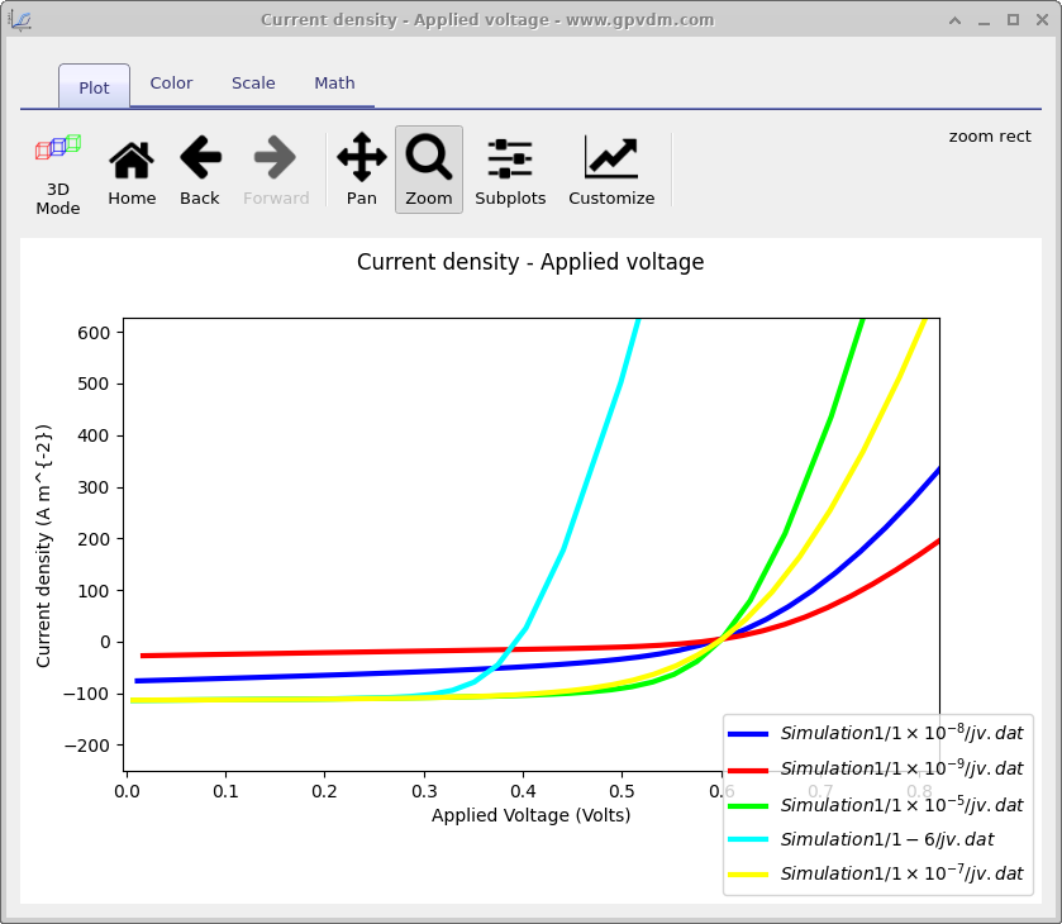 Current density - Applied voltage - www.gpvdm.com
Plot Color Scale Math
zoom rect
3D Mode Home Back Forward Pan Zoom Subplots Customize
Current density - Applied voltage
600
500
400
300
200
100
0
−100
−200
Current density (A m^{-2})
0.0 0.1 0.2 0.3 0.4 0.5 0.6 0.7 0.8
Applied Voltage (Volts)
Simulation1/1 × 10⁻⁸/jv.dat
Simulation1/1 × 10⁻⁹/jv.dat
Simulation1/1 × 10⁻⁵/jv.dat
Simulation1/1 − 6/jv.dat
Simulation1/1 × 10⁻⁷/jv.dat